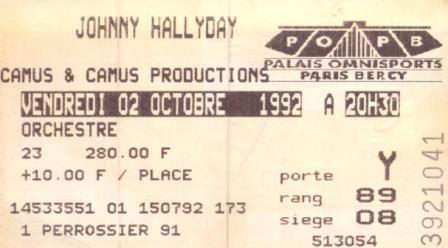 JOHNNY HALLYDAY
POPB
PALAIS OMNISPORTS
PARIS BERCY
CAMUS & CAMUS PRODUCTIONS
VENDREDI 02 OCTOBRE 1992 A 20H30
ORCHESTRE
23 280.00 F
+10.00 F / PLACE
14533551 01 150792 173
1 PERROSSIER 91
porte Y
rang 89
siege 08
513054
3921041